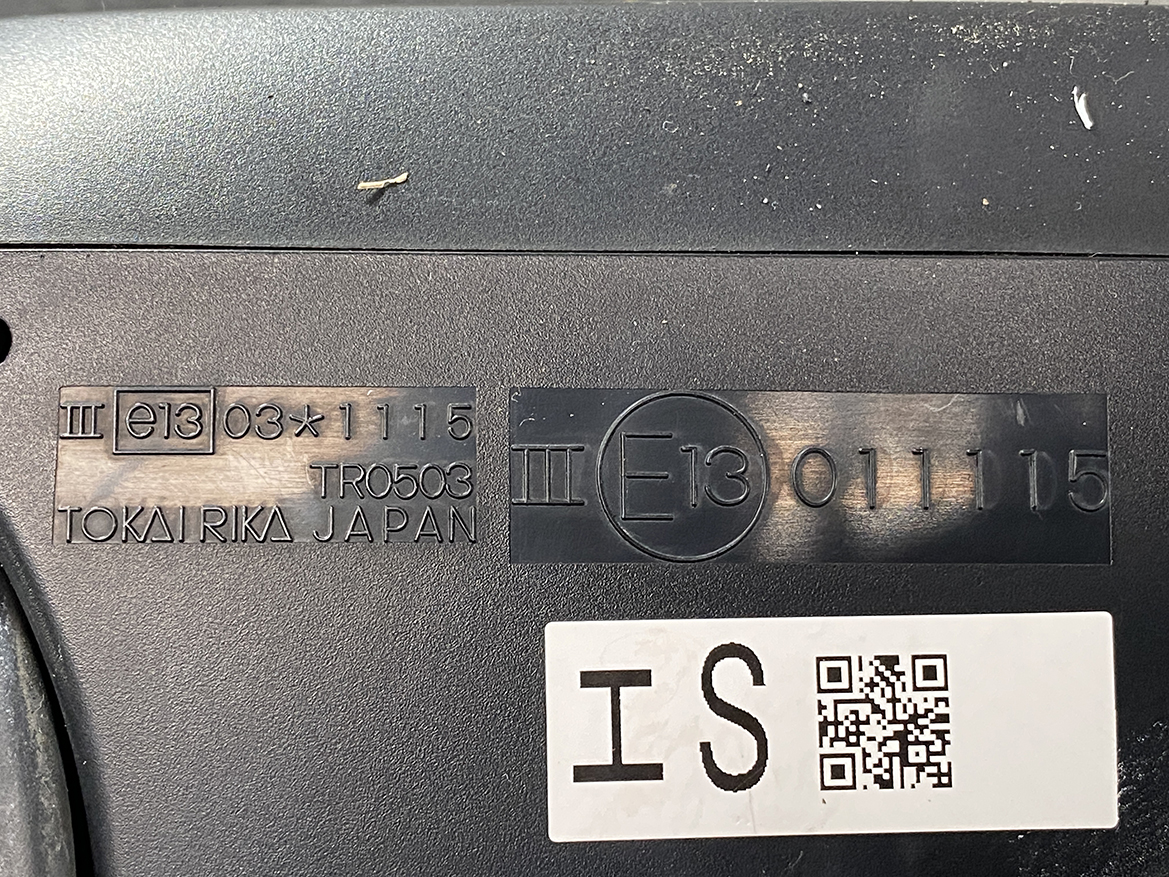 III e13 03*1115
TR0503
TOKAI RIKA JAPAN
III E13 011115
IS